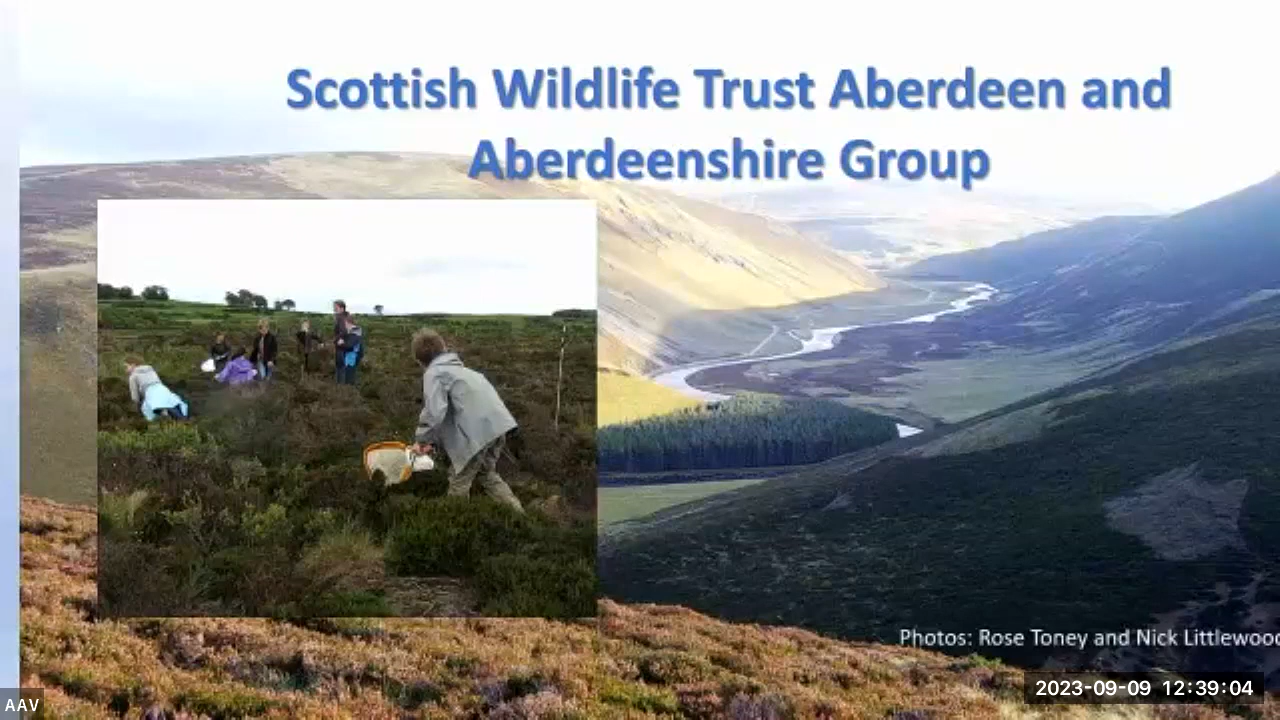 Scottish Wildlife Trust Aberdeen and
Aberdeenshire Group
Photos: Rose Toney and Nick Littlewood
2023-09-09 12:39:04
AAV